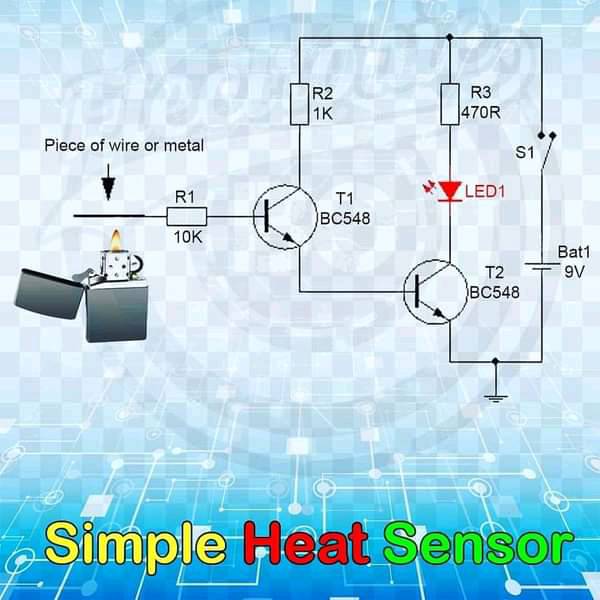 R2
1K
R3
470R
Piece of wire or metal
S1
R1
10K
T1
BC548
LED1
Bat1
9V
T2
BC548
Simple Heat Sensor